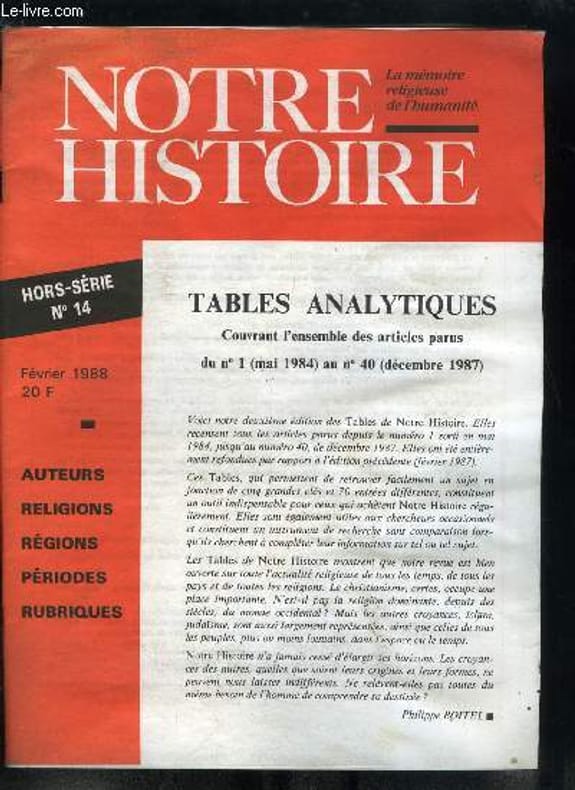 Le-livre.com
NOTRE
HISTOIRE
La mémoire
religieuse
de l'humanité
HORS-SÉRIE
N° 14
Février 1988
20 F
AUTEURS
RELIGIONS
RÉGIONS
PÉRIODES
RUBRIQUES
TABLES ANALYTIQUES
Couvrant l'ensemble des articles parus
du n° 1 (mai 1984) au n° 40 (décembre 1987)
Voici notre deuxième édition des Tables de Notre Histoire. Elles
recensent tous les articles parus depuis le numéro 1 sorti en mai
1984, jusqu'au numéro 40, de décembre 1987. Elles ont été entière-
ment refondues par rapport à l'édition précédente (février 1987).
Ces Tables, qui permettent de retrouver facilement un sujet en
fonction de cinq grandes clés et 76 entrées différentes, constituent
un outil indispensable pour ceux qui achètent Notre Histoire régu-
lièrement. Elles sont également utiles aux chercheurs occasionnels
et constituent un instrument de recherche sans comparaison lors-
qu'ils cherchent à compléter leur information sur tel ou tel sujet.
Les Tables de Notre Histoire montrent que notre revue est bien
ouverte sur toute l'actualité religieuse de tous les temps, de tous les
pays et de toutes les religions. Le christianisme, certes, occupe une
place importante. N'est-il pas la religion dominante, depuis des
siècles, du monde occidental ? Mais les autres croyances, islam,
judaïsme, sont aussi largement représentées, ainsi que celles de tous
les peuples, plus ou moins lointains, dans l'espace ou le temps.
Notre Histoire n'a jamais cessé d'élargir ses horizons. Les croyan-
ces des autres, quelles que soient leurs origines et leurs formes, ne
peuvent nous laisser indifférents. Ne relèvent-elles pas toutes du
même besoin de l'homme de comprendre sa destinée ?
Philippe BOITEL